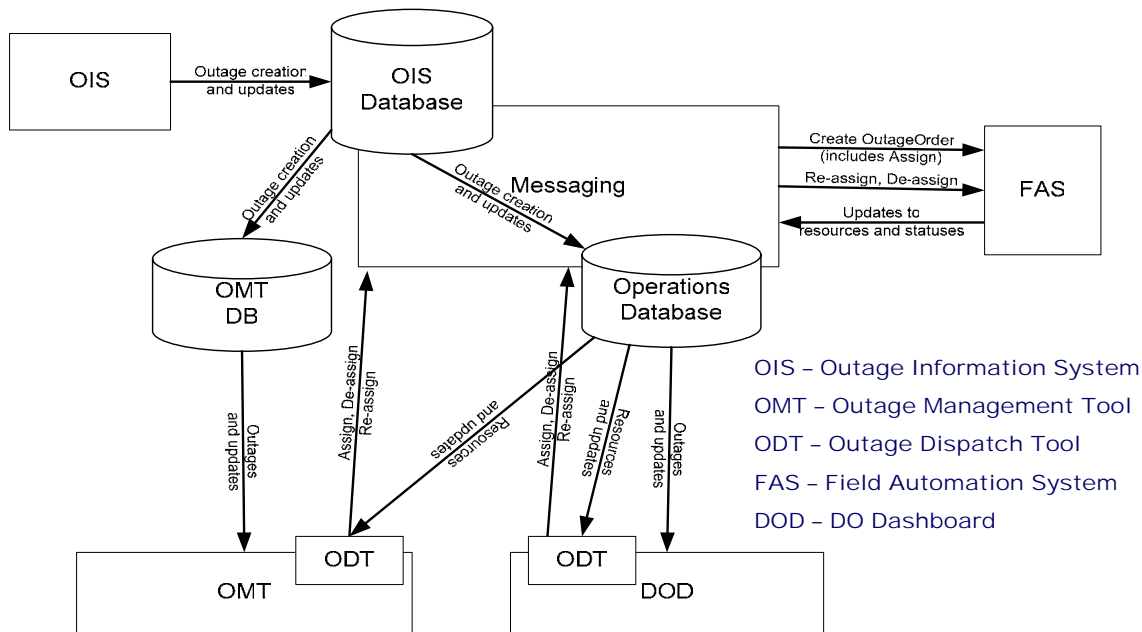 OIS
Outage creation
and updates
OIS
Database
Outage creation
and updates
Outage creation
and updates
Messaging
Create OutageOrder
(includes Assign)
Re-assign, De-assign
Updates to
resources and statuses
FAS
OMT
DB
Operations
Database
Outages
and updates
Assign, De-assign
Re-assign
Resources
and updates
Assign, De-assign
Re-assign
Resources
and updates
Outages
and updates
OIS – Outage Information System
OMT – Outage Management Tool
ODT – Outage Dispatch Tool
FAS – Field Automation System
DOD – DO Dashboard
ODT
OMT
ODT
DOD